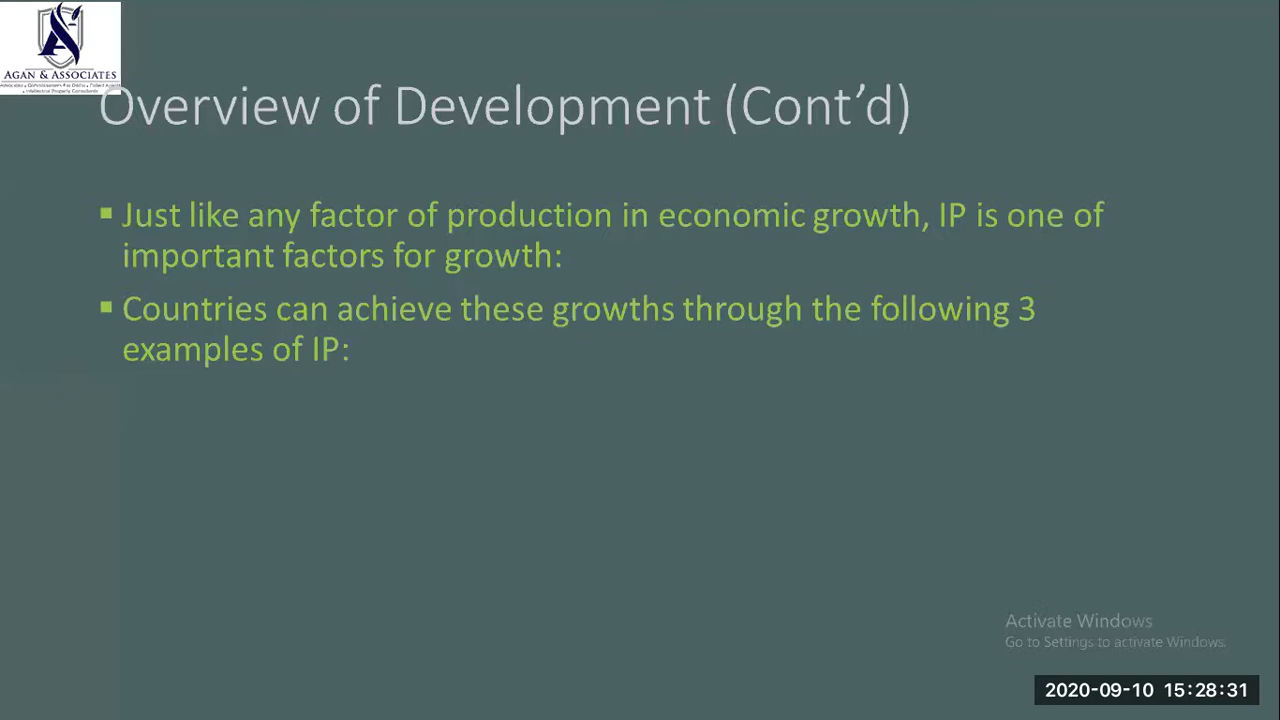 AGAN & ASSOCIATES
Overview of Development (Cont’d)
Just like any factor of production in economic growth, IP is one of
important factors for growth:
Countries can achieve these growths through the following 3
examples of IP:
Activate Windows
Go to Settings to activate Windows.
2020-09-10 15:28:31